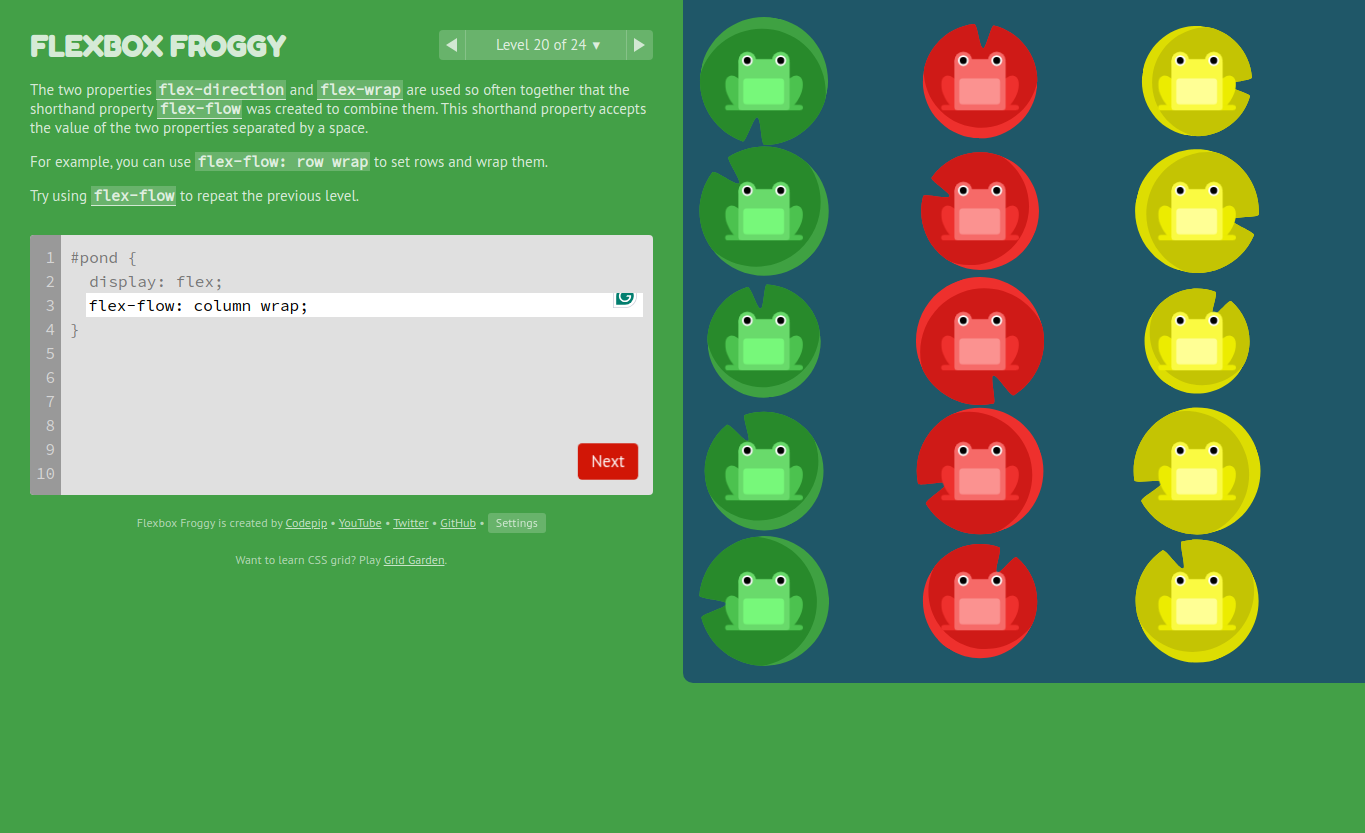 FLEXBOX FROGGY
◀ Level 20 of 24 ▾ ▶
The two properties flex-direction and flex-wrap are used so often together that the
shorthand property flex-flow was created to combine them. This shorthand property accepts
the value of the two properties separated by a space.
For example, you can use flex-flow: row wrap to set rows and wrap them.
Try using flex-flow to repeat the previous level.
1 #pond {
2 display: flex;
3 flex-flow: column wrap;
4 }
5
6
7
8
9
10
Next
Flexbox Froggy is created by Codepip • YouTube • Twitter • GitHub • Settings
Want to learn CSS grid? Play Grid Garden.